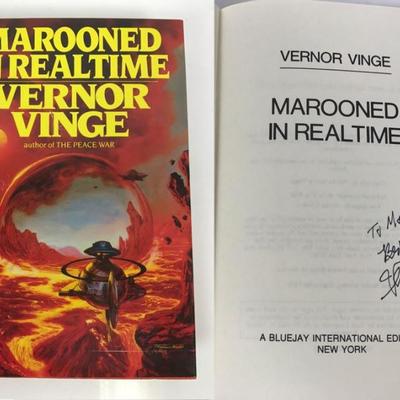 MAROONED
IN REALTIME
VERNOR
VINGE
author of THE PEACE WAR
VERNOR VINGE
MAROONED
IN REALTIME
To
A BLUEJAY INTERNATIONAL EDI
NEW YORK